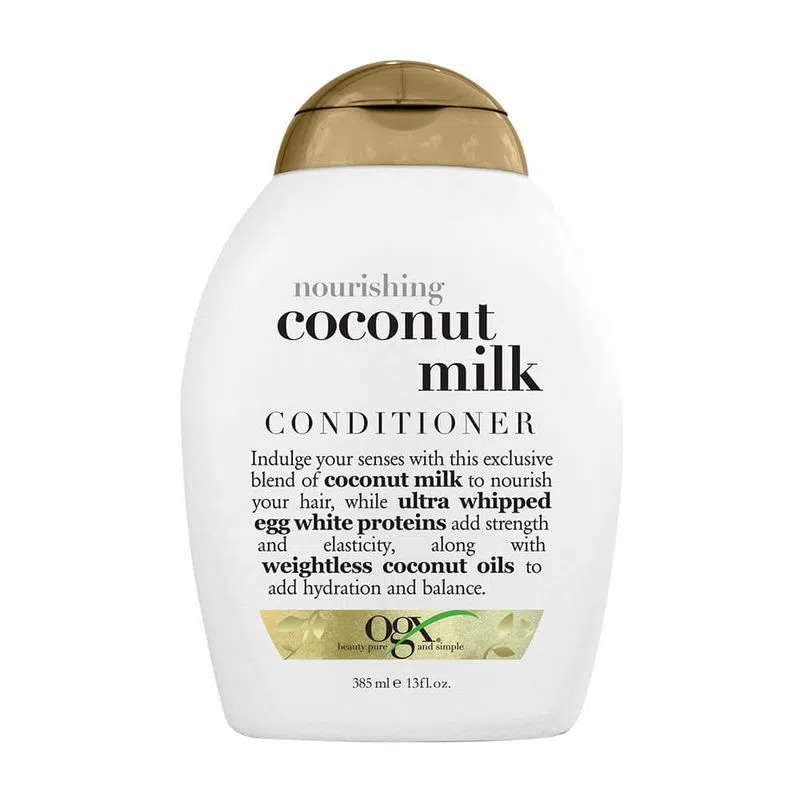 nourishing
coconut
milk
CONDITIONER
Indulge your senses with this exclusive
blend of coconut milk to nourish
your hair, while ultra whipped
egg white proteins add strength
and elasticity, along with
weightless coconut oils to
add hydration and balance.
ogx®
beauty pure and simple
385 ml e 13fl.oz.